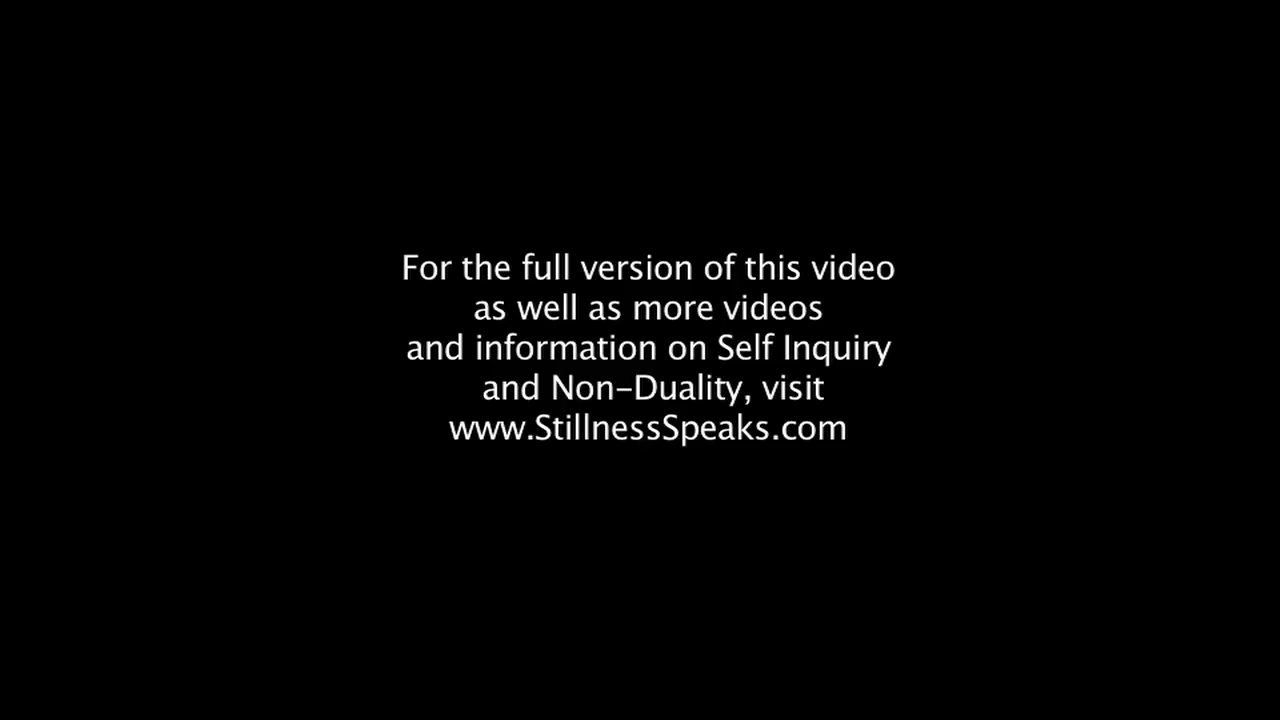 For the full version of this video
as well as more videos
and information on Self Inquiry
and Non-Duality, visit
www.StillnessSpeaks.com